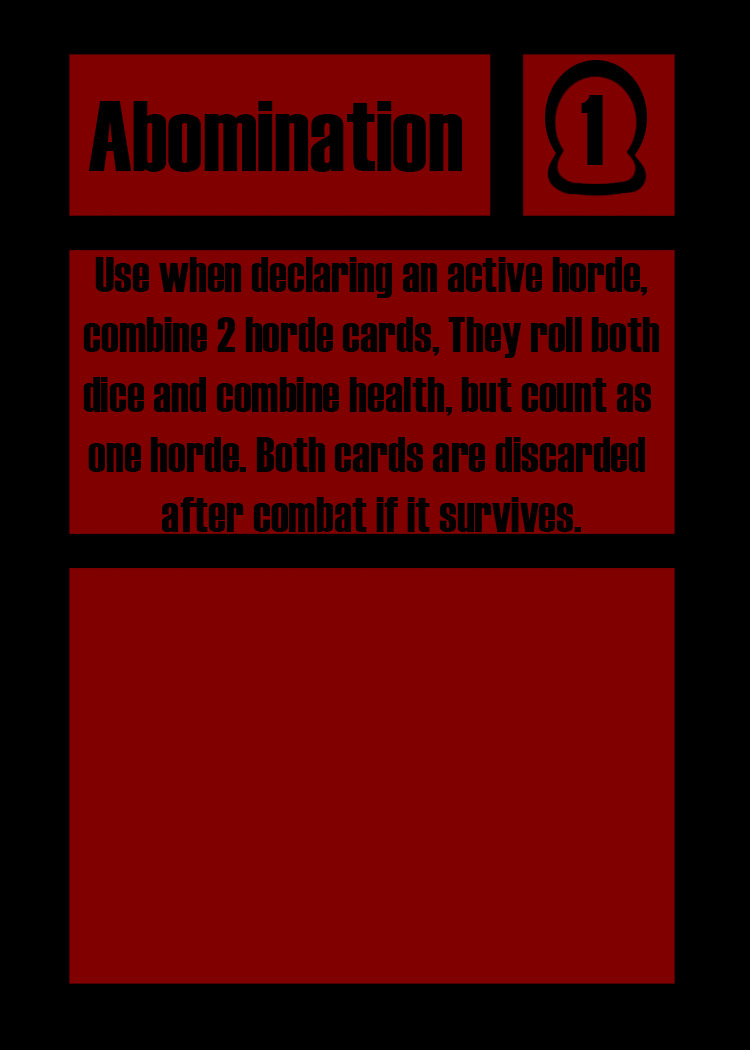 Abomination
1
Use when declaring an active horde,
combine 2 horde cards, They roll both
dice and combine health, but count as
one horde. Both cards are discarded
after combat if it survives.